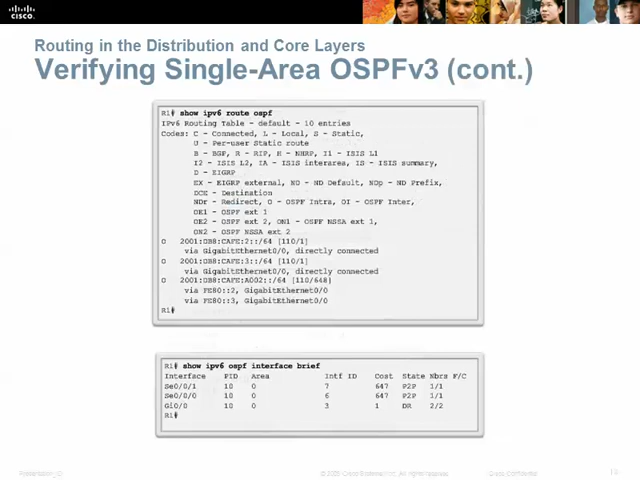 CISCO
Routing in the Distribution and Core Layers
Verifying Single-Area OSPFv3 (cont.)
R1# show ipv6 route ospf
IPv6 Routing Table - default - 10 entries
Codes: C - Connected, L - Local, S - Static,
U - Per-user Static route
B - BGP, R - RIP, H - NHRP, I1 - ISIS L1
I2 - ISIS L2, IA - ISIS interarea, IS - ISIS summary,
D - EIGRP
EX - EIGRP external, ND - ND Default, NDp - ND Prefix,
DCE - Destination
NDr - Redirect, O - OSPF Intra, OI - OSPF Inter,
OE1 - OSPF ext 1
OE2 - OSPF ext 2, ON1 - OSPF NSSA ext 1,
ON2 - OSPF NSSA ext 2
O 2001:DB8:CAFE:2::/64 [110/1]
via GigabitEthernet0/0, directly connected
O 2001:DB8:CAFE:3::/64 [110/1]
via GigabitEthernet0/0, directly connected
O 2001:DB8:CAFE:A002::/64 [110/648]
via FE80::2, GigabitEthernet0/0
via FE80::3, GigabitEthernet0/0
R1#
R1# show ipv6 ospf interface brief
Interface PID Area Intf ID Cost State Nbrs F/C
Se0/0/1 10 0 7 647 P2P 1/1
Se0/0/0 10 0 6 647 P2P 1/1
Gi0/0 10 0 3 1 DR 2/2
R1#
Presentation_ID
Cisco Confidential